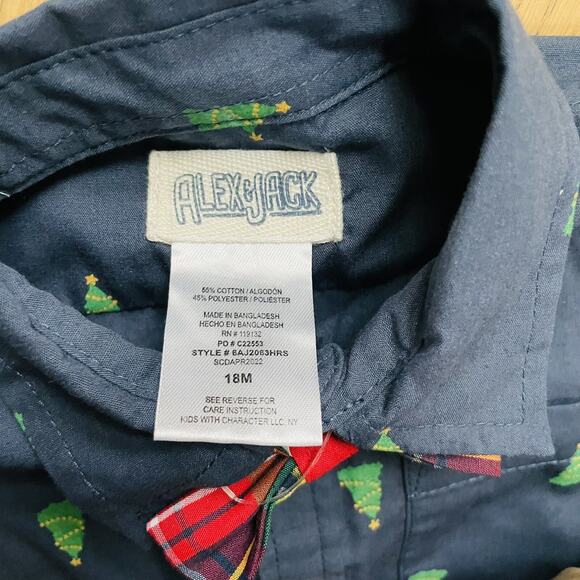 ALEX & JACK
55% COTTON / ALGODÓN
45% POLYESTER / POLIÉSTER
MADE IN BANGLADESH
HECHO EN BANGLADESH
RN # 119132
PO # C22553
STYLE # 6AJ2083HRS
SCDAPR2022
18M
SEE REVERSE FOR
CARE INSTRUCTION
KIDS WITH CHARACTER LLC, NY